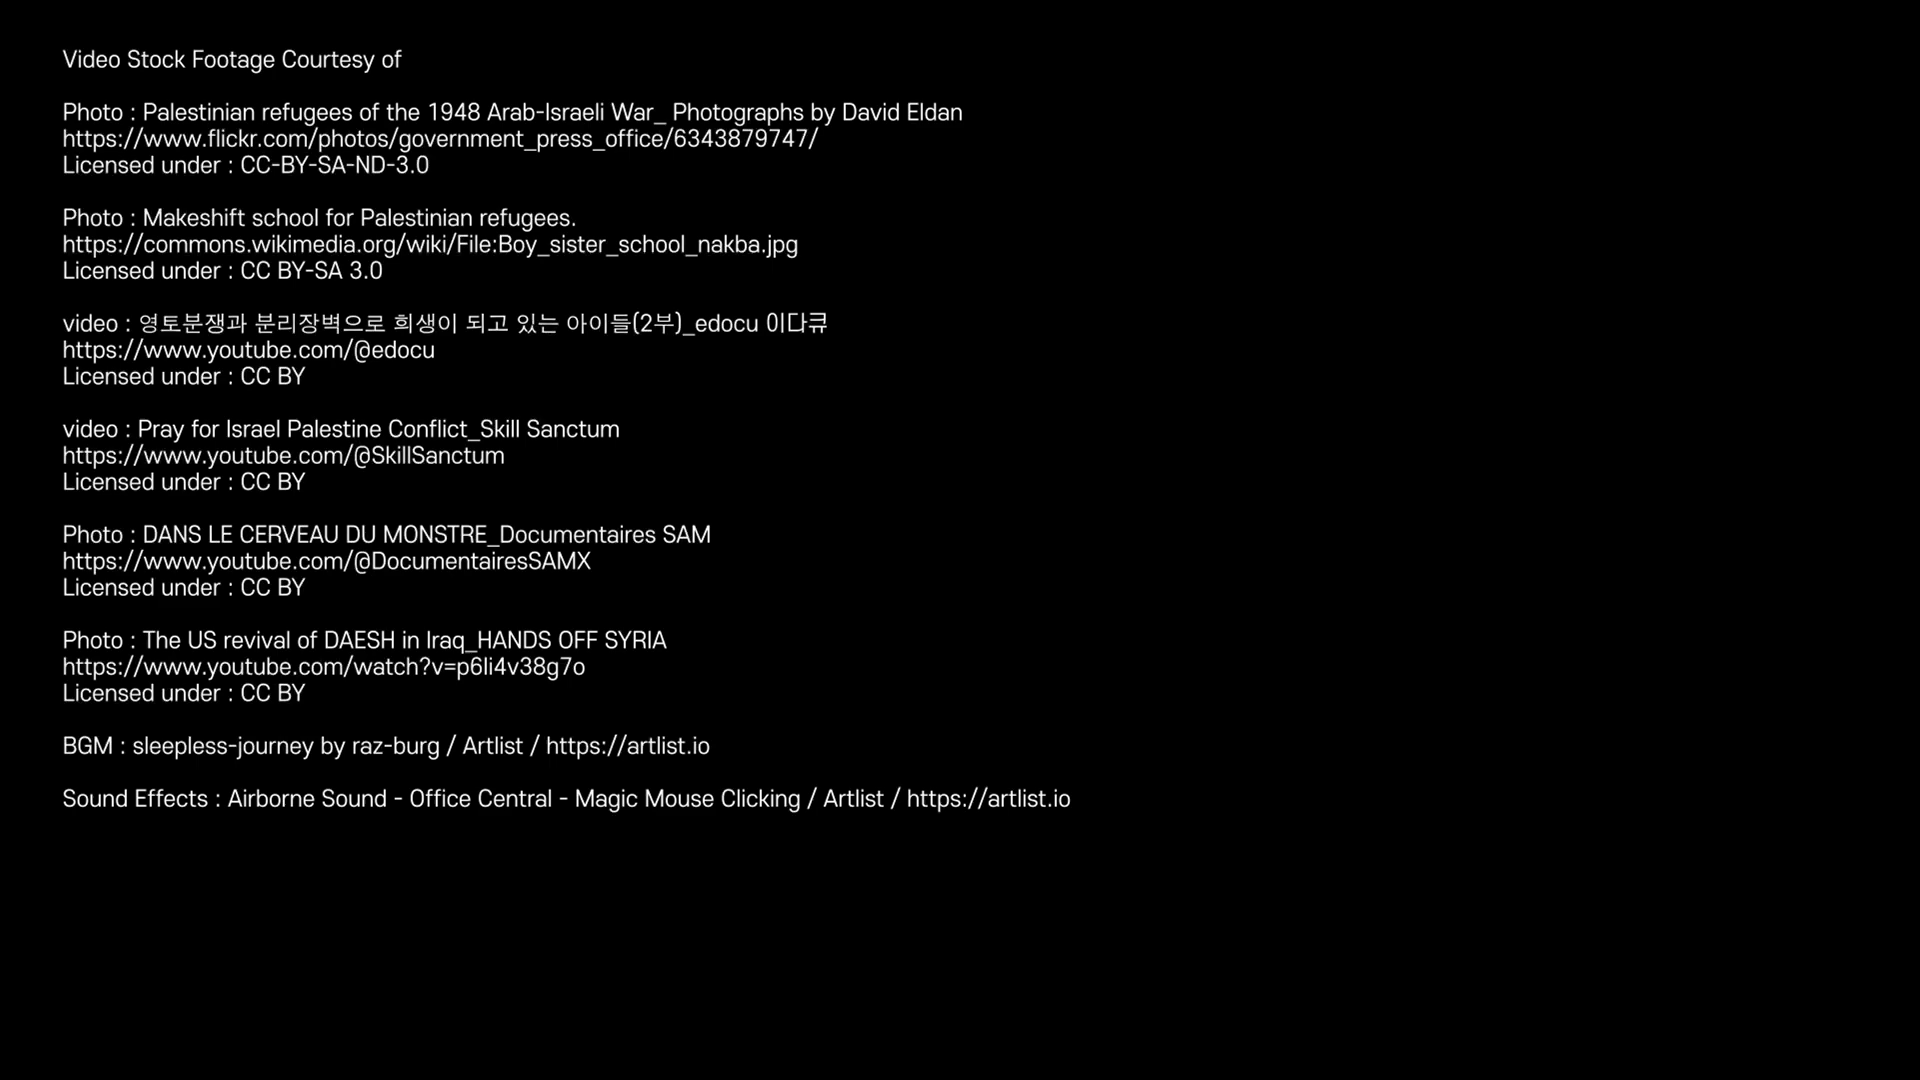 Video Stock Footage Courtesy of
Photo : Palestinian refugees of the 1948 Arab-Israeli War_ Photographs by David Eldan
https://www.flickr.com/photos/government_press_office/6343879747/
Licensed under : CC-BY-SA-ND-3.0
Photo : Makeshift school for Palestinian refugees.
https://commons.wikimedia.org/wiki/File:Boy_sister_school_nakba.jpg
Licensed under : CC BY-SA 3.0
video : 영토분쟁과 분리장벽으로 희생이 되고 있는 아이들(2부)_edocu 이다큐
https://www.youtube.com/@edocu
Licensed under : CC BY
video : Pray for Israel Palestine Conflict_Skill Sanctum
https://www.youtube.com/@SkillSanctum
Licensed under : CC BY
Photo : DANS LE CERVEAU DU MONSTRE_Documentaires SAM
https://www.youtube.com/@DocumentairesSAMX
Licensed under : CC BY
Photo : The US revival of DAESH in Iraq_HANDS OFF SYRIA
https://www.youtube.com/watch?v=p6li4v38g7o
Licensed under : CC BY
BGM : sleepless-journey by raz-burg / Artlist / https://artlist.io
Sound Effects : Airborne Sound - Office Central - Magic Mouse Clicking / Artlist / https://artlist.io